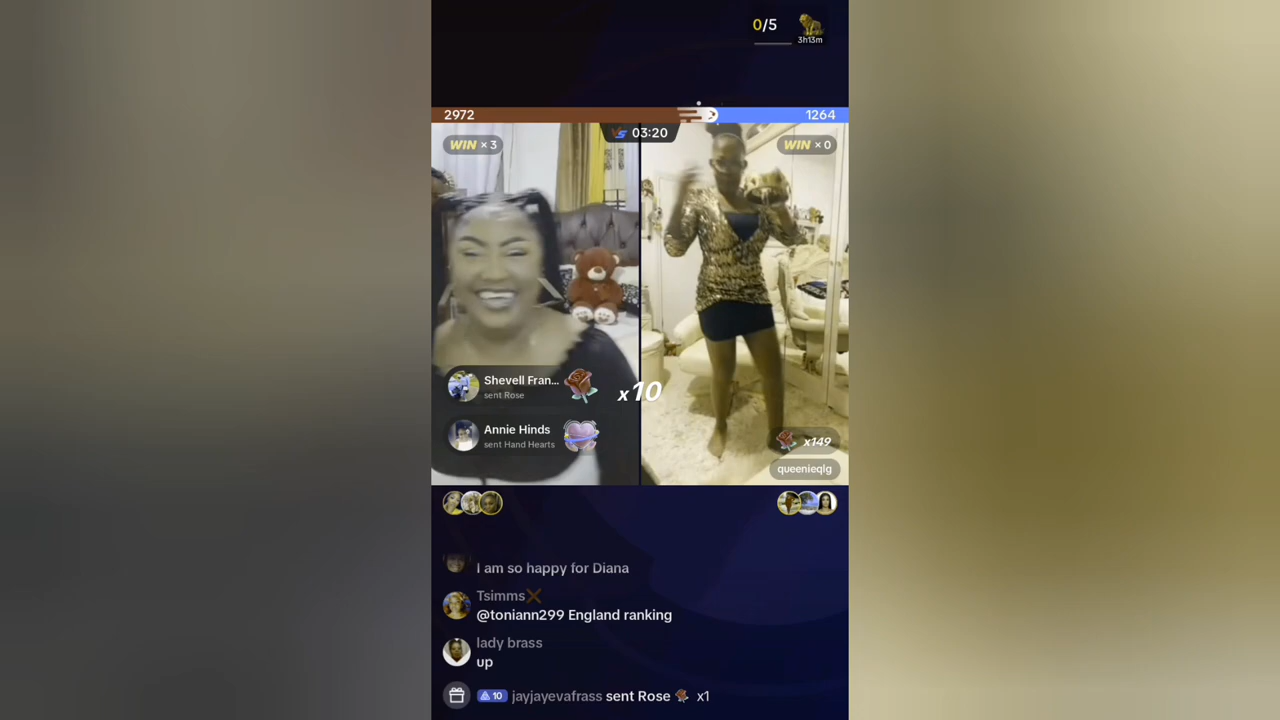 0/5
3h13m
2972
1264
03:20
WIN × 3
WIN × 0
Shevell Fran...
sent Rose
x10
Annie Hinds
sent Hand Hearts
x149
queenieqlg
I am so happy for Diana
Tsimms
@toniann299 England ranking
lady brass
up
10 jayjayevafrass sent Rose x1